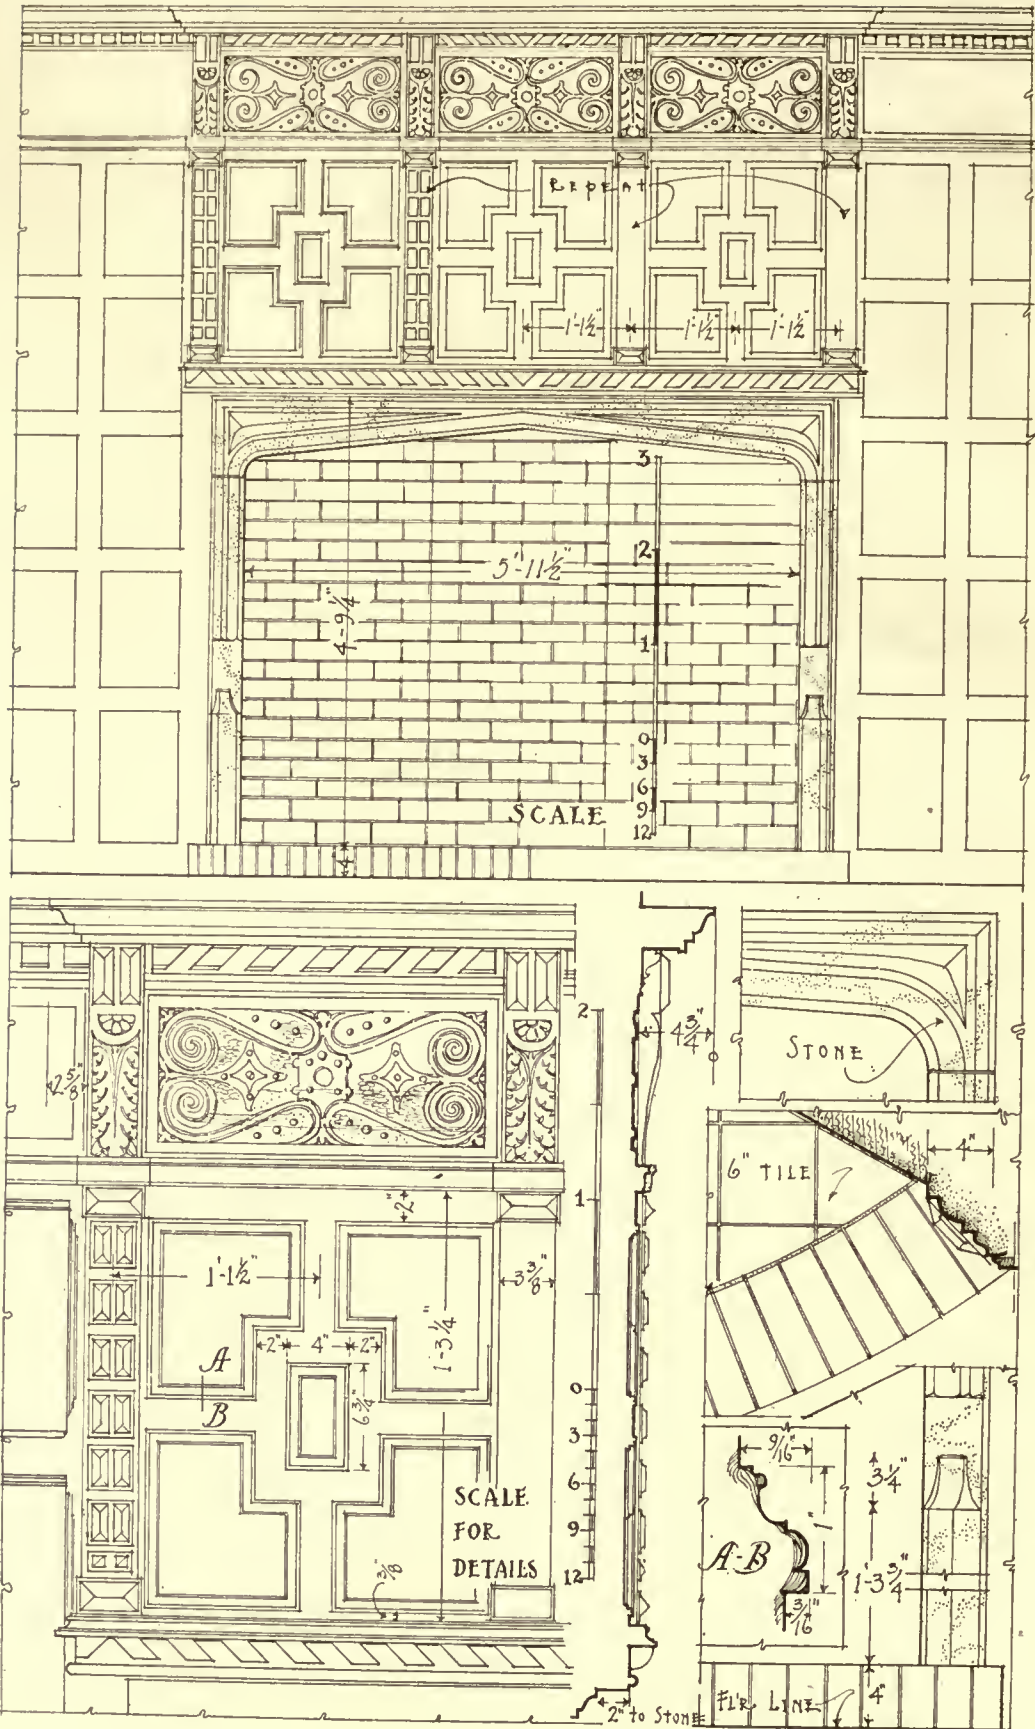 REPEAT
1'-1½"
1'-1½"
1'-1½"
3
5'-11½"
2
4-9¼"
1
0
3
6
SCALE
9
12
4
2
4¾"
STONE
2⅝"
6" TILE
4"
1
2"
1'-1½"
3⅜"
1'-3¼"
2" 4" 2"
A
B
6¾"
0
3
6
9
12
SCALE
FOR
DETAILS
⅜"
9/16"
1"
A-B
3/16"
3¼"
1'-3¾"
FL'R LINE
4"
2" to STONE